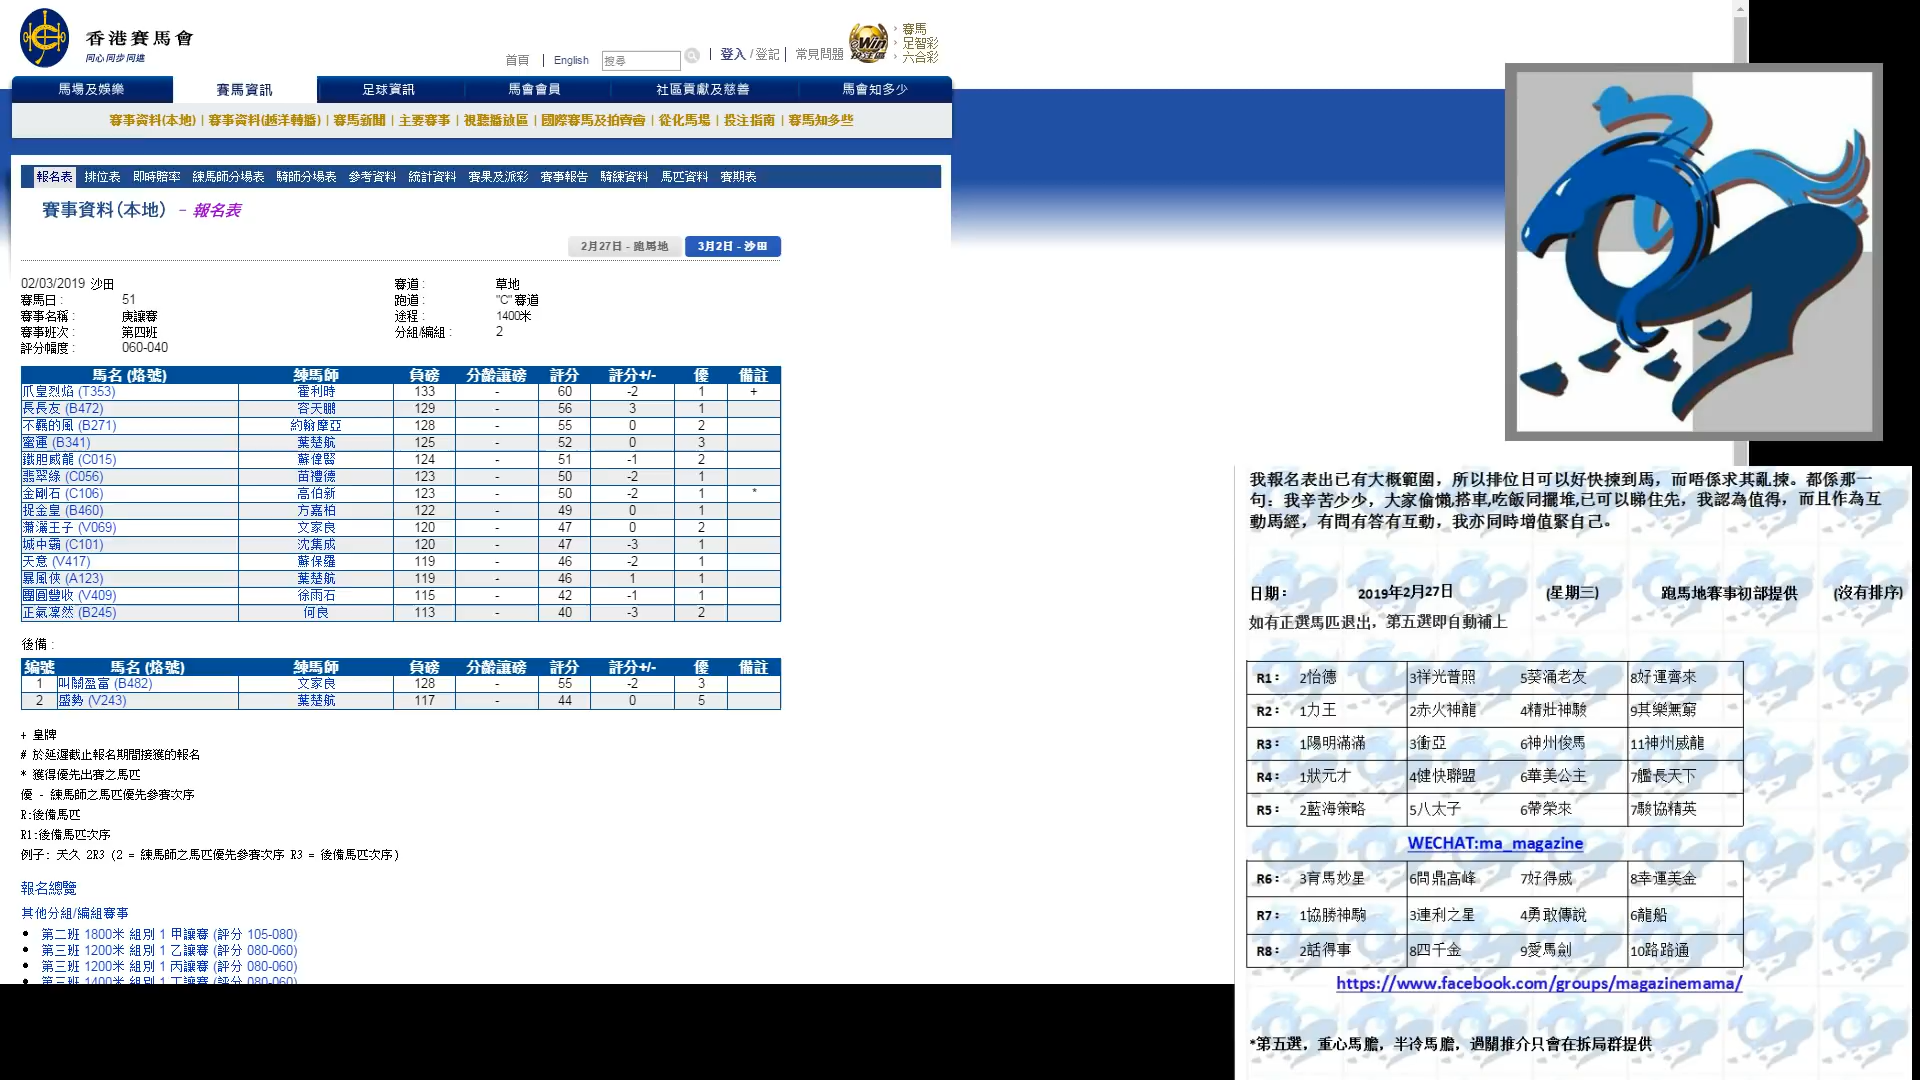 香港賽馬會
同心同步同進
首頁 | English 搜尋 | 登入 / 登記 | 常見問題
eWin
賽馬
足智彩
六合彩
馬場及娛樂 賽馬資訊 足球資訊 馬會會員 社區貢獻及慈善 馬會知多少
賽事資料(本地) | 賽事資料(越洋轉播) | 賽馬新聞 | 主要賽事 | 視聽播放區 | 國際賽馬及拍賣會 | 從化馬場 | 投注指南 | 賽馬知多些
報名表 排位表 即時賠率 練馬師分場表 騎師分場表 參考資料 統計資料 賽果及派彩 賽事報告 騎練資料 馬匹資料 賽期表
賽事資料(本地) - 報名表
2月27日 - 跑馬地 3月2日 - 沙田
02/03/2019 沙田 賽道 : 草地
賽馬日 : 51 跑道 : "C" 賽道
賽事名稱 : 庚讓賽 途程 : 1400米
賽事班次 : 第四班 分組/編組 : 2
評分幅度 : 060-040
馬名 (烙號) 練馬師 負磅 分齡讓磅 評分 評分+/- 優 備註
爪皇烈焰 (T353) 霍利時 133 - 60 -2 1 +
長長友 (B472) 容天鵬 129 - 56 3 1
不羈的風 (B271) 約翰摩亞 128 - 55 0 2
蜜運 (B341) 葉楚航 125 - 52 0 3
鐵胆威龍 (C015) 蘇偉賢 124 - 51 -1 2
翡翠綠 (C056) 苗禮德 123 - 50 -2 1
金剛石 (C106) 高伯新 123 - 50 -2 1 *
捉金皇 (B460) 方嘉柏 122 - 49 0 1
瀟灑王子 (V069) 文家良 120 - 47 0 2
城中霸 (C101) 沈集成 120 - 47 -3 1
天意 (V417) 蘇保羅 119 - 46 -2 1
暴風俠 (A123) 葉楚航 119 - 46 1 1
團圓豐收 (V409) 徐雨石 115 - 42 -1 1
正氣凜然 (B245) 何良 113 - 40 -3 2
後備 :
編號 馬名 (烙號) 練馬師 負磅 分齡讓磅 評分 評分+/- 優 備註
1 叫關盈富 (B482) 文家良 128 - 55 -2 3
2 盛勢 (V243) 葉楚航 117 - 44 0 5
+ 皇牌
# 於延遲截止報名期間接獲的報名
* 獲得優先出賽之馬匹
優 - 練馬師之馬匹優先參賽次序
R:後備馬匹
R1:後備馬匹次序
例子: 天久 2R3 (2 = 練馬師之馬匹優先參賽次序 R3 = 後備馬匹次序)
報名總覽
其他分組/編組賽事
第二班 1800米 組別 1 甲讓賽 (評分 105-080)
第三班 1200米 組別 1 乙讓賽 (評分 080-060)
第三班 1200米 組別 1 丙讓賽 (評分 080-060)
第三班 1400米 組別 1 丁讓賽 (評分 080-060)
我報名表出已有大概範圍，所以排位日可以好快揀到馬，而唔係求其亂揀。都係那一
句：我辛苦少少，大家偷懶,搭車,吃飯同擺堆,已可以睇住先，我認為值得，而且作為互
動馬經，有問有答有互動，我亦同時增值緊自己。
日期： 2019年2月27日 (星期三) 跑馬地賽事初部提供 (沒有排序)
如有正選馬匹退出，第五選即自動補上
R1： 2怡德 3祥光普照 5葵涌老友 8好運齊來
R2： 1力王 2赤火神龍 4精壯神駿 9其樂無窮
R3： 1陽明滿滿 3衝亞 6神州俊馬 11神州威龍
R4： 1狀元才 4健快聯盟 6華美公主 7艦長天下
R5： 2藍海策略 5八太子 6帶榮來 7駿協精英
WECHAT:ma_magazine
R6： 3育馬妙星 6問鼎高峰 7好得威 8幸運美金
R7： 1協勝神駒 3連利之星 4勇敢傳說 6龍船
R8： 2話得事 8四千金 9愛馬劍 10路路通
https://www.facebook.com/groups/magazinemama/
*第五選，重心馬膽，半冷馬膽，過關推介只會在拆局群提供